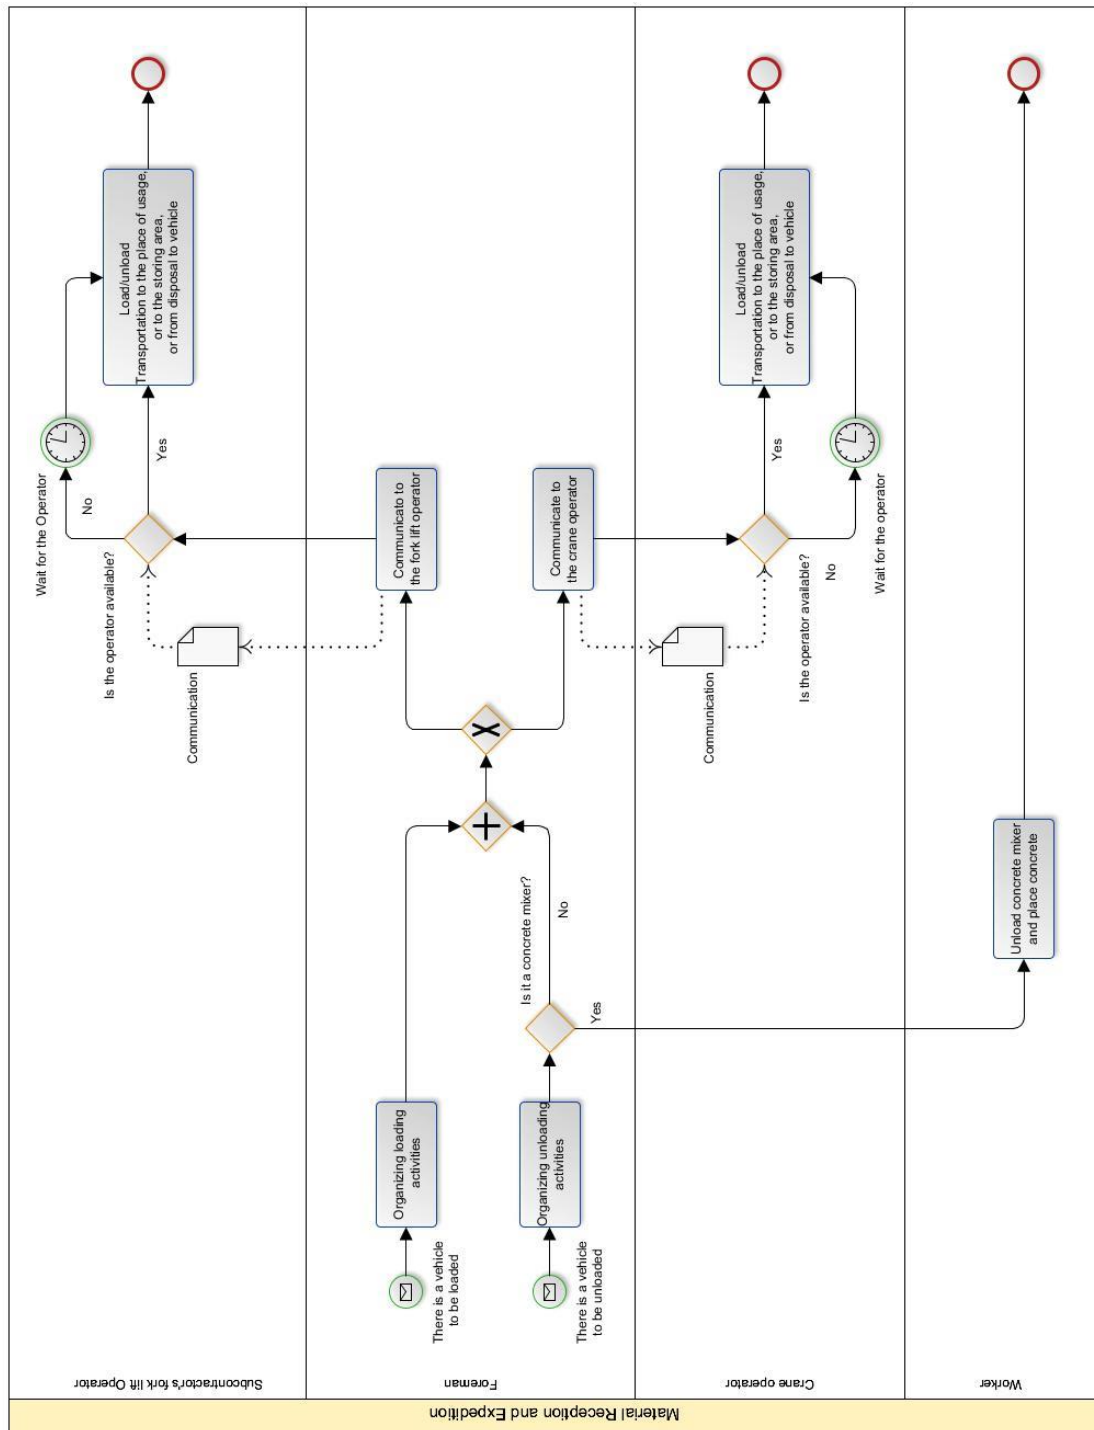 Material Reception and Expedition
Subcontractor's fork lift Operator
Foreman
Crane operator
Worker
There is a vehicle
to be loaded
Organizing loading
activities
There is a vehicle
to be unloaded
Organizing unloading
activities
Is it a concrete mixer?
No
Yes
Unload concrete mixer
and place concrete
Communicato to
the fork lift operator
Communicate to
the crane operator
Communication
Is the operator available?
No
Yes
Wait for the Operator
Load/unload
Transportation to the place of usage,
or to the storing area,
or from disposal to vehicle
Communication
Is the operator available?
Yes
No
Wait for the operator
Load/unload
Transportation to the place of usage,
or to the storing area,
or from disposal to vehicle